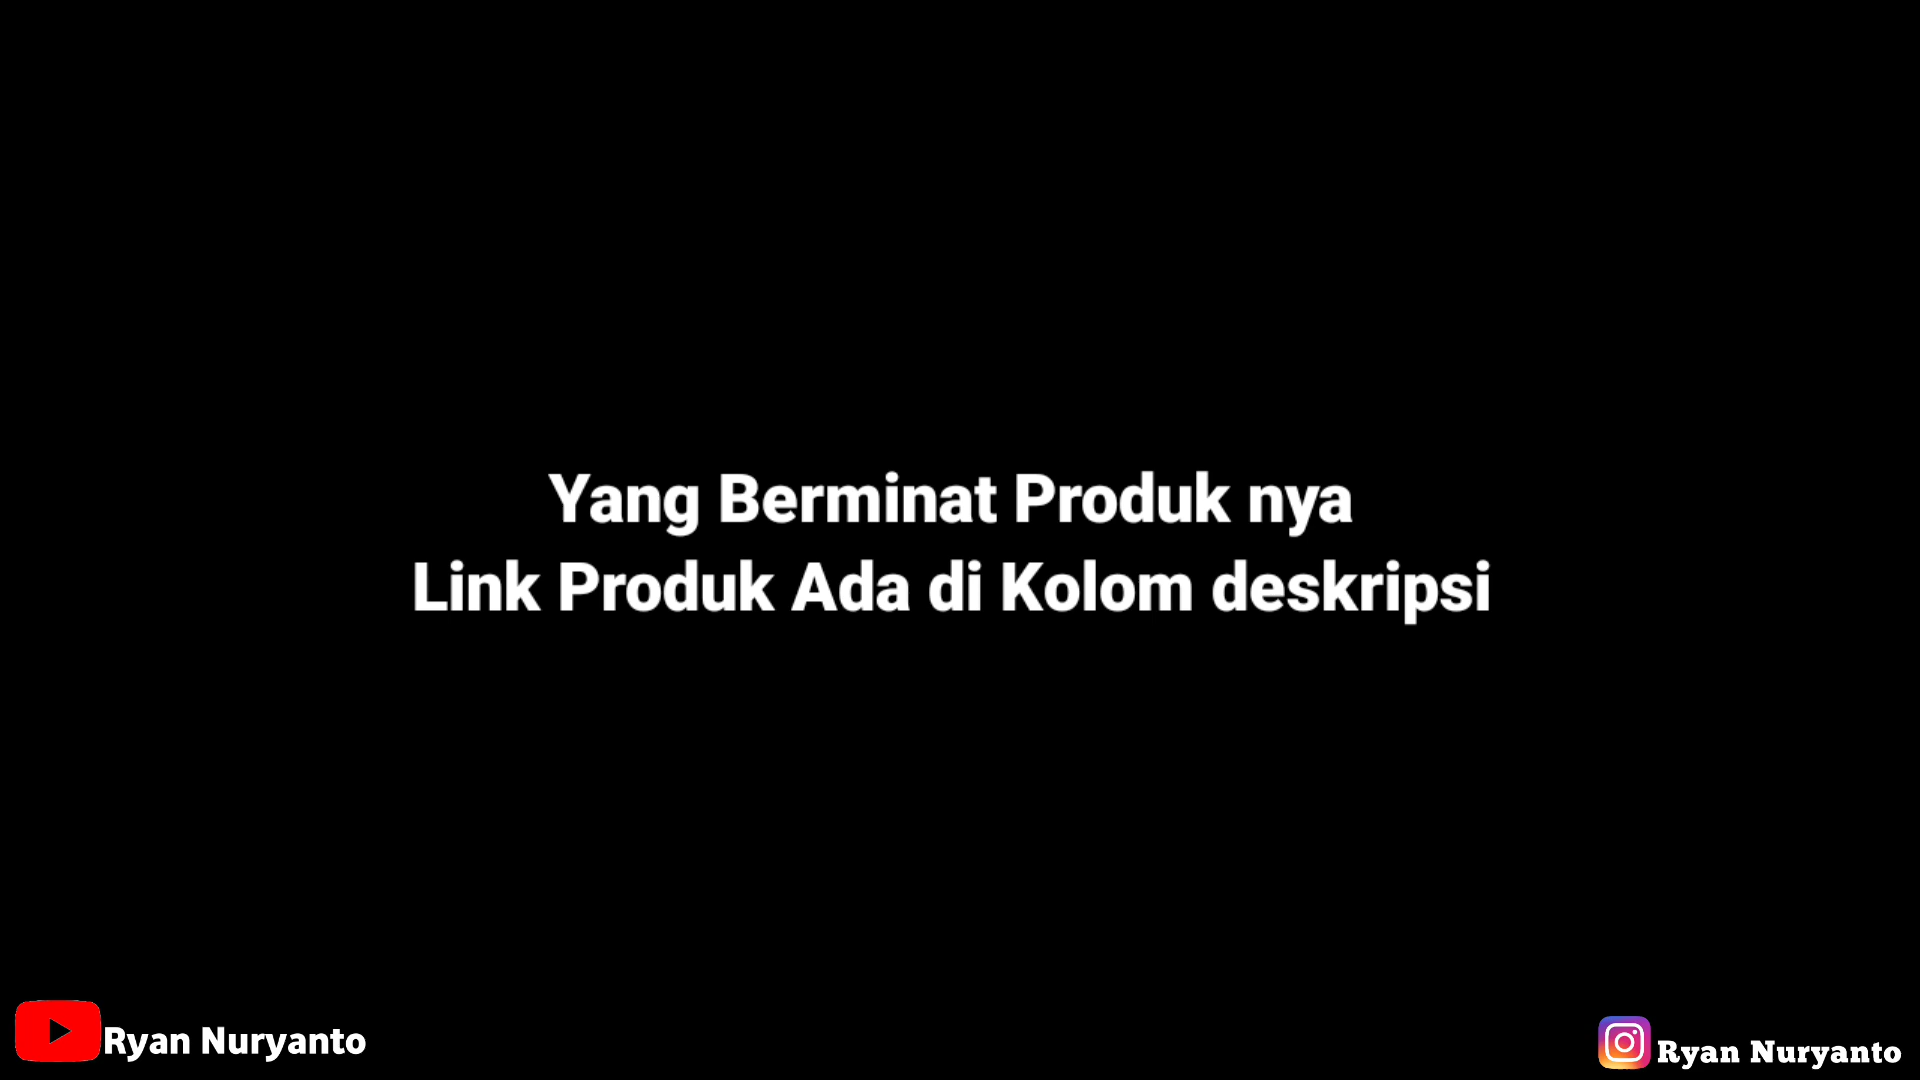 Yang Berminat Produk nya
Link Produk Ada di Kolom deskripsi
Ryan Nuryanto
Ryan Nuryanto